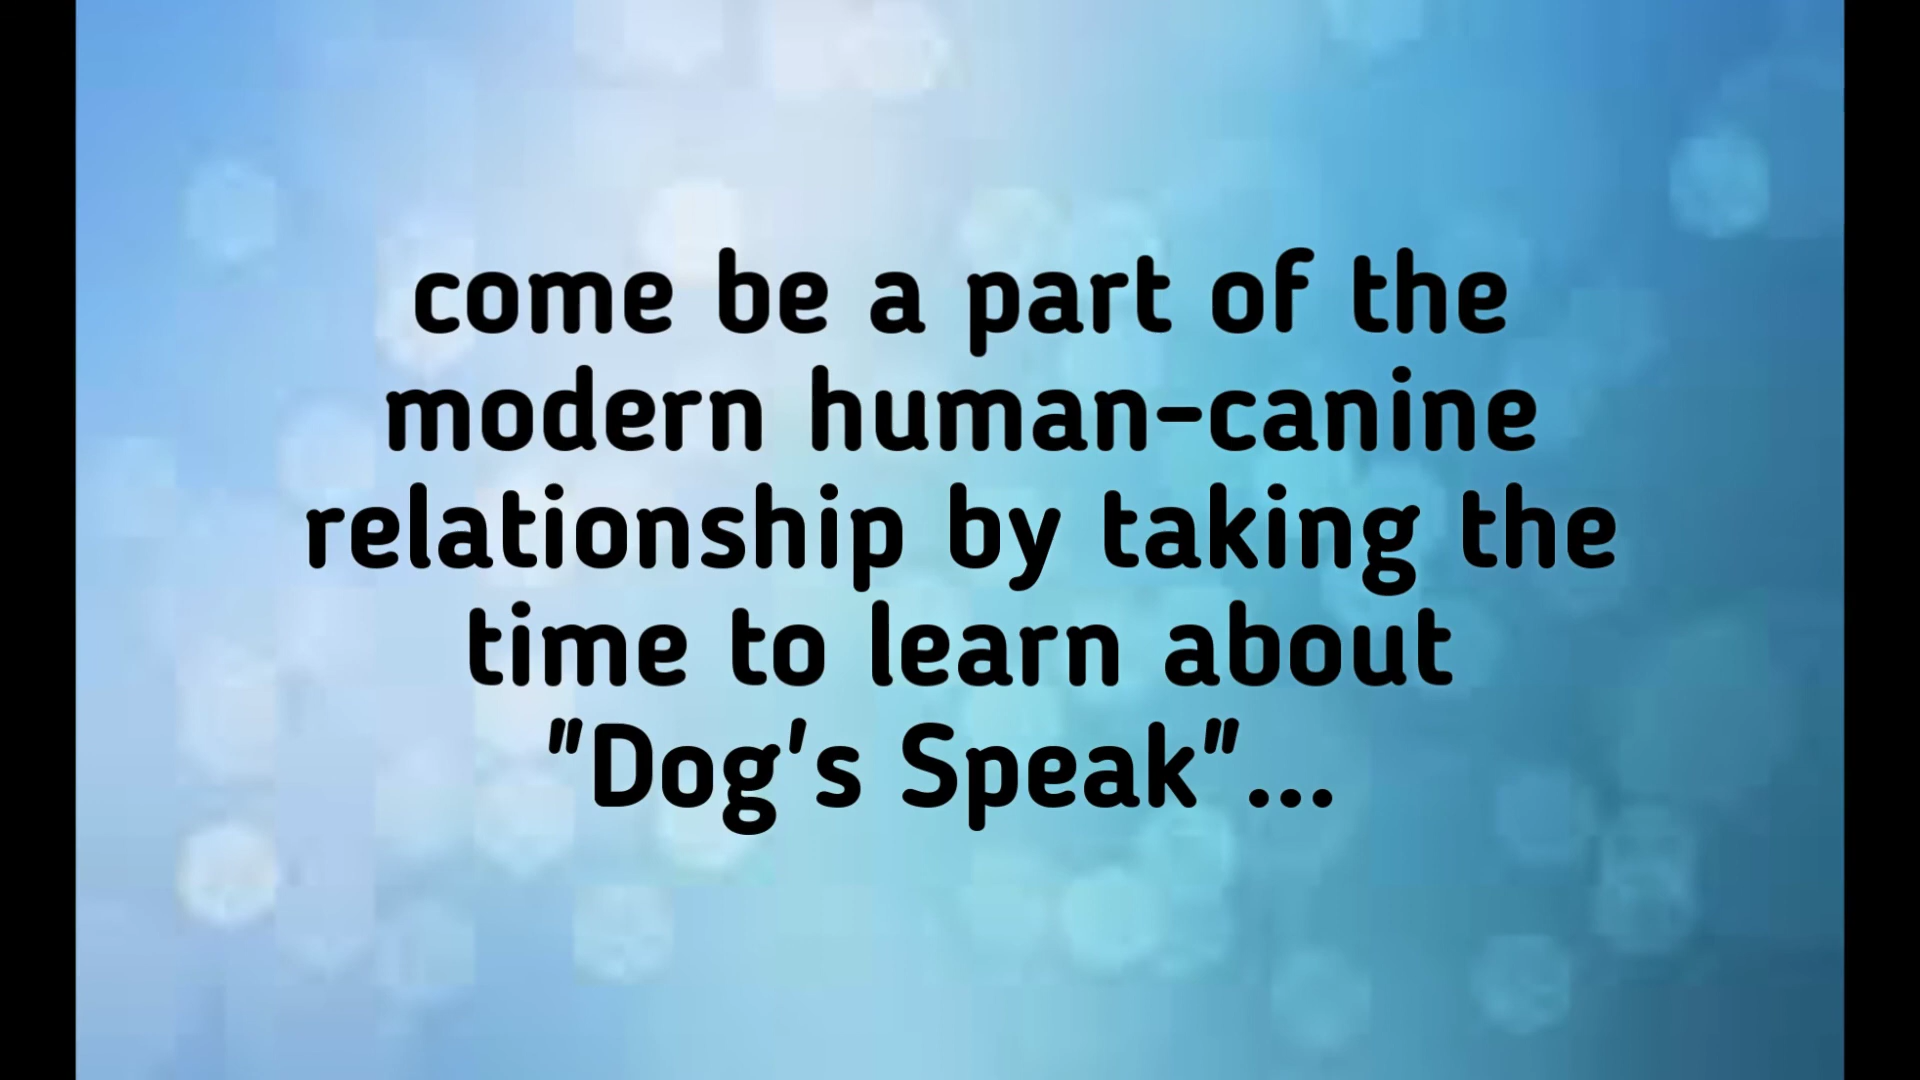 come be a part of the
modern human-canine
relationship by taking the
time to learn about
"Dog's Speak"...